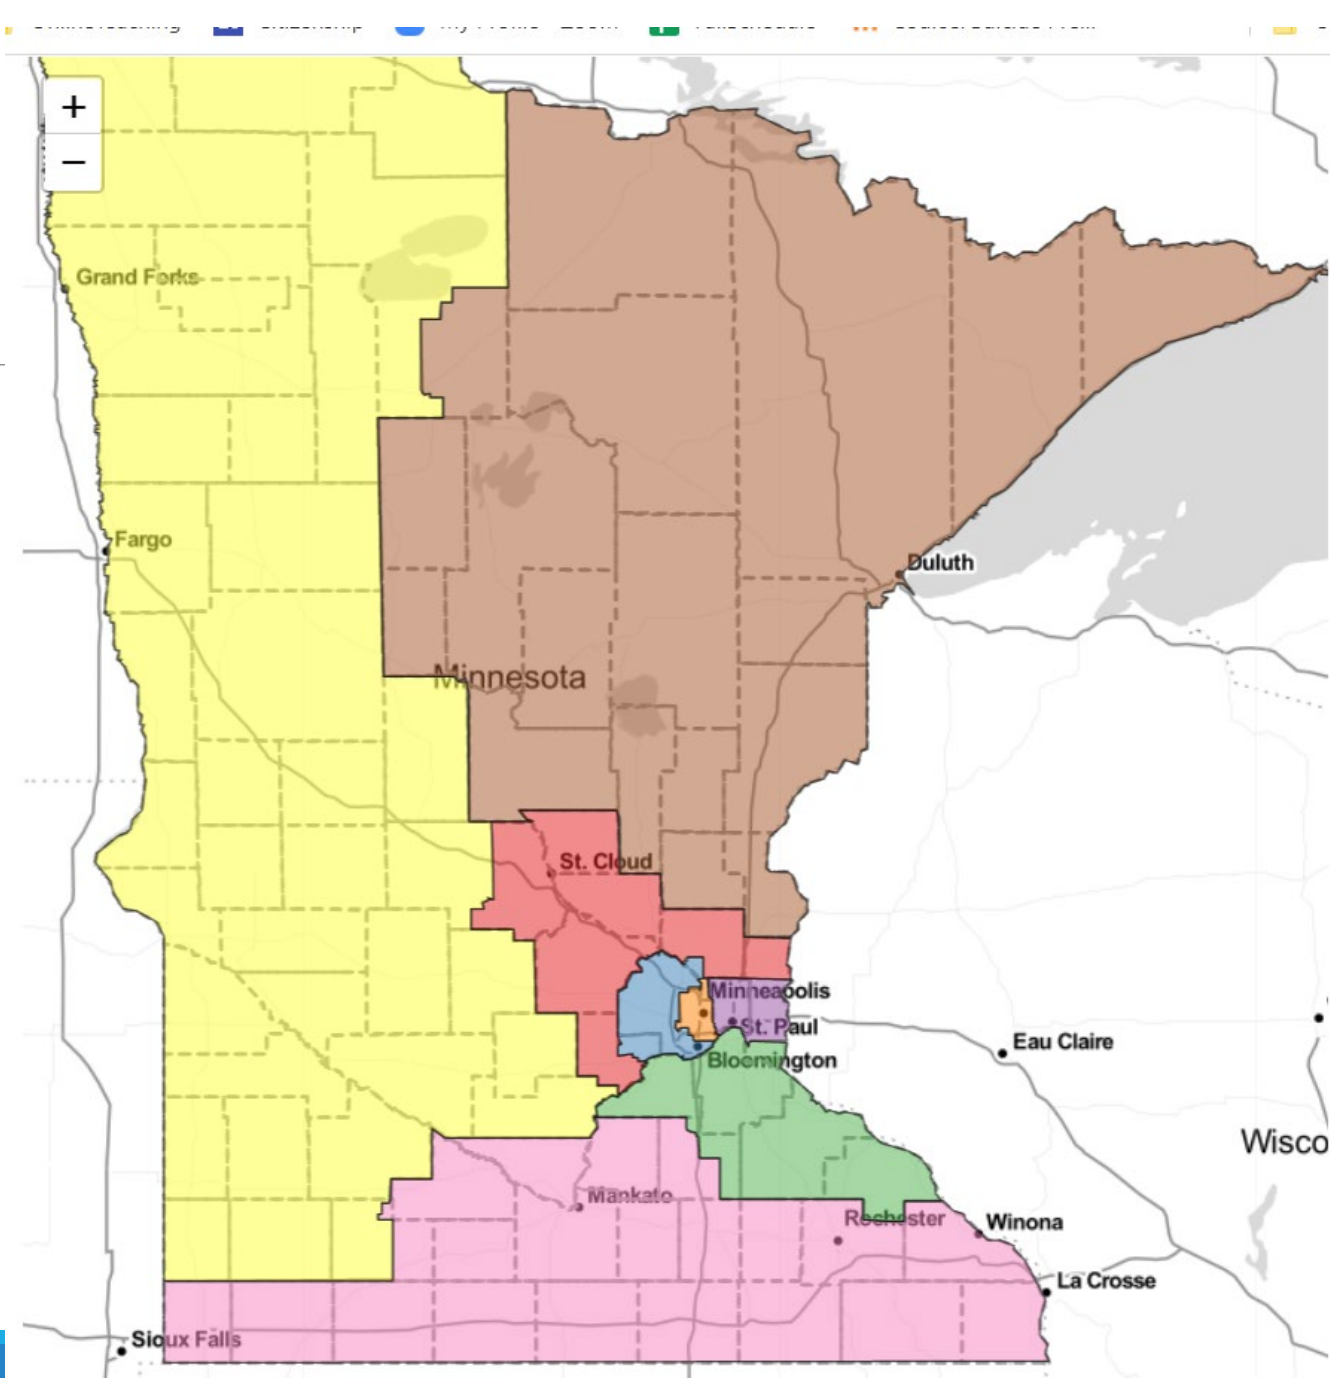 +
−
Grand Forks
Fargo
Duluth
Minnesota
St. Cloud
Minneapolis
St. Paul
Bloomington
Eau Claire
Wisco
Mankato
Rochester
Winona
La Crosse
Sioux Falls